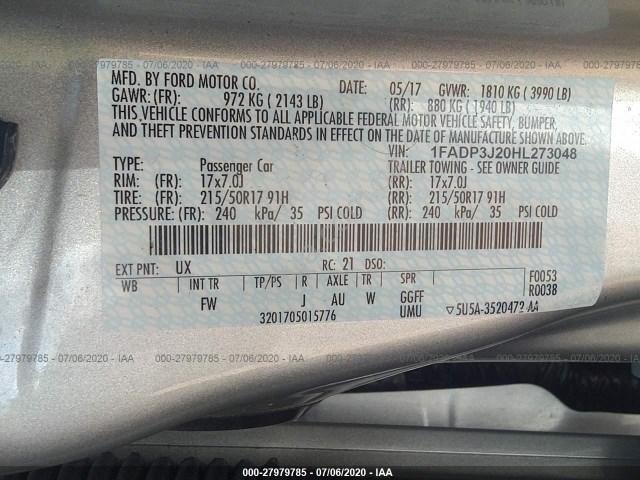 000-27979785 - 07/06/2020 - IAA
MFD. BY FORD MOTOR CO. DATE: 05/17 GVWR: 1810 KG ( 3990 LB)
GAWR: (FR): 972 KG ( 2143 LB) (RR): 880 KG ( 1940 LB)
THIS VEHICLE CONFORMS TO ALL APPLICABLE FEDERAL MOTOR VEHICLE SAFETY, BUMPER,
AND THEFT PREVENTION STANDARDS IN EFFECT ON THE DATE OF MANUFACTURE SHOWN ABOVE.
VIN: 1FADP3J20HL273048
TYPE: Passenger Car TRAILER TOWING - SEE OWNER GUIDE
RIM: (FR): 17x7.0J (RR): 17x7.0J
TIRE: (FR): 215/50R17 91H (RR): 215/50R17 91H
PRESSURE: (FR): 240 kPa/ 35 PSI COLD (RR): 240 kPa/ 35 PSI COLD
EXT PNT: UX RC: 21 DSO: F0053
WB INT TR TP/PS R AXLE TR SPR R0038
FW J AU W GGFF
3201705015776 UMU 5U5A-3520472-AA
000-27979785 - 07/06/2020 - IAA
000-27979785 - 07/06/2020 - IAA